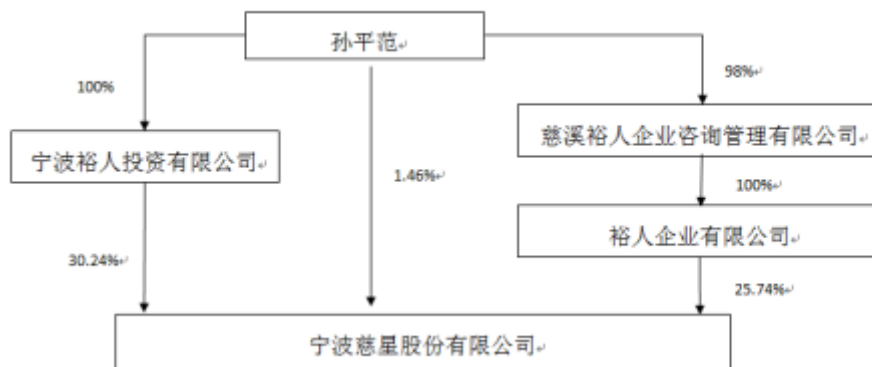 孙平范
100%
98%
宁波裕人投资有限公司
慈溪裕人企业咨询管理有限公司
1.46%
100%
裕人企业有限公司
30.24%
25.74%
宁波慈星股份有限公司